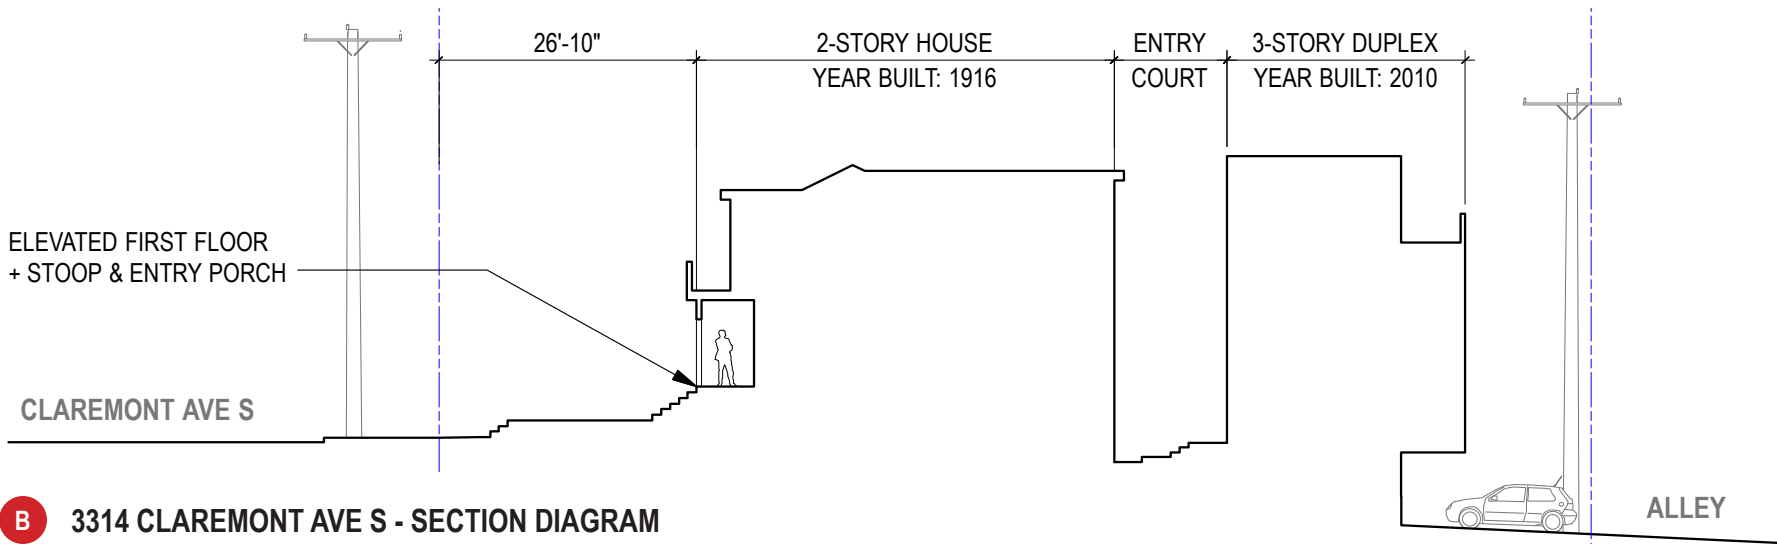 26'-10"
2-STORY HOUSE
YEAR BUILT: 1916
ENTRY
COURT
3-STORY DUPLEX
YEAR BUILT: 2010
ELEVATED FIRST FLOOR
+ STOOP & ENTRY PORCH
CLAREMONT AVE S
ALLEY
B
3314 CLAREMONT AVE S - SECTION DIAGRAM